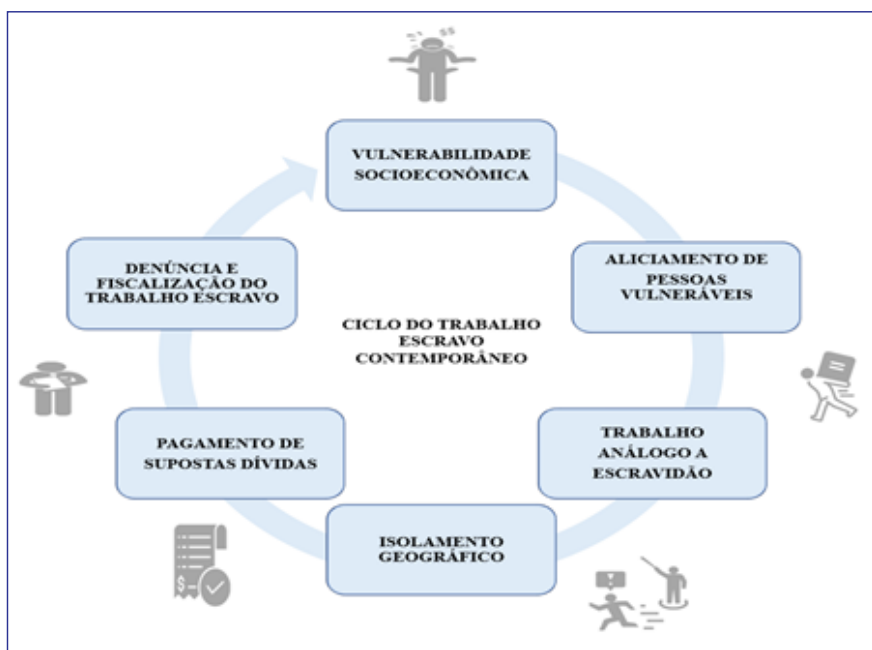 VULNERABILIDADE
SOCIOECONÔMICA
ALICIAMENTO DE
PESSOAS
VULNERÁVEIS
TRABALHO
ANÁLOGO A
ESCRAVIDÃO
ISOLAMENTO
GEOGRÁFICO
PAGAMENTO DE
SUPOSTAS DÍVIDAS
DENÚNCIA E
FISCALIZAÇÃO DO
TRABALHO ESCRAVO
CICLO DO TRABALHO
ESCRAVO
CONTEMPORÂNEO